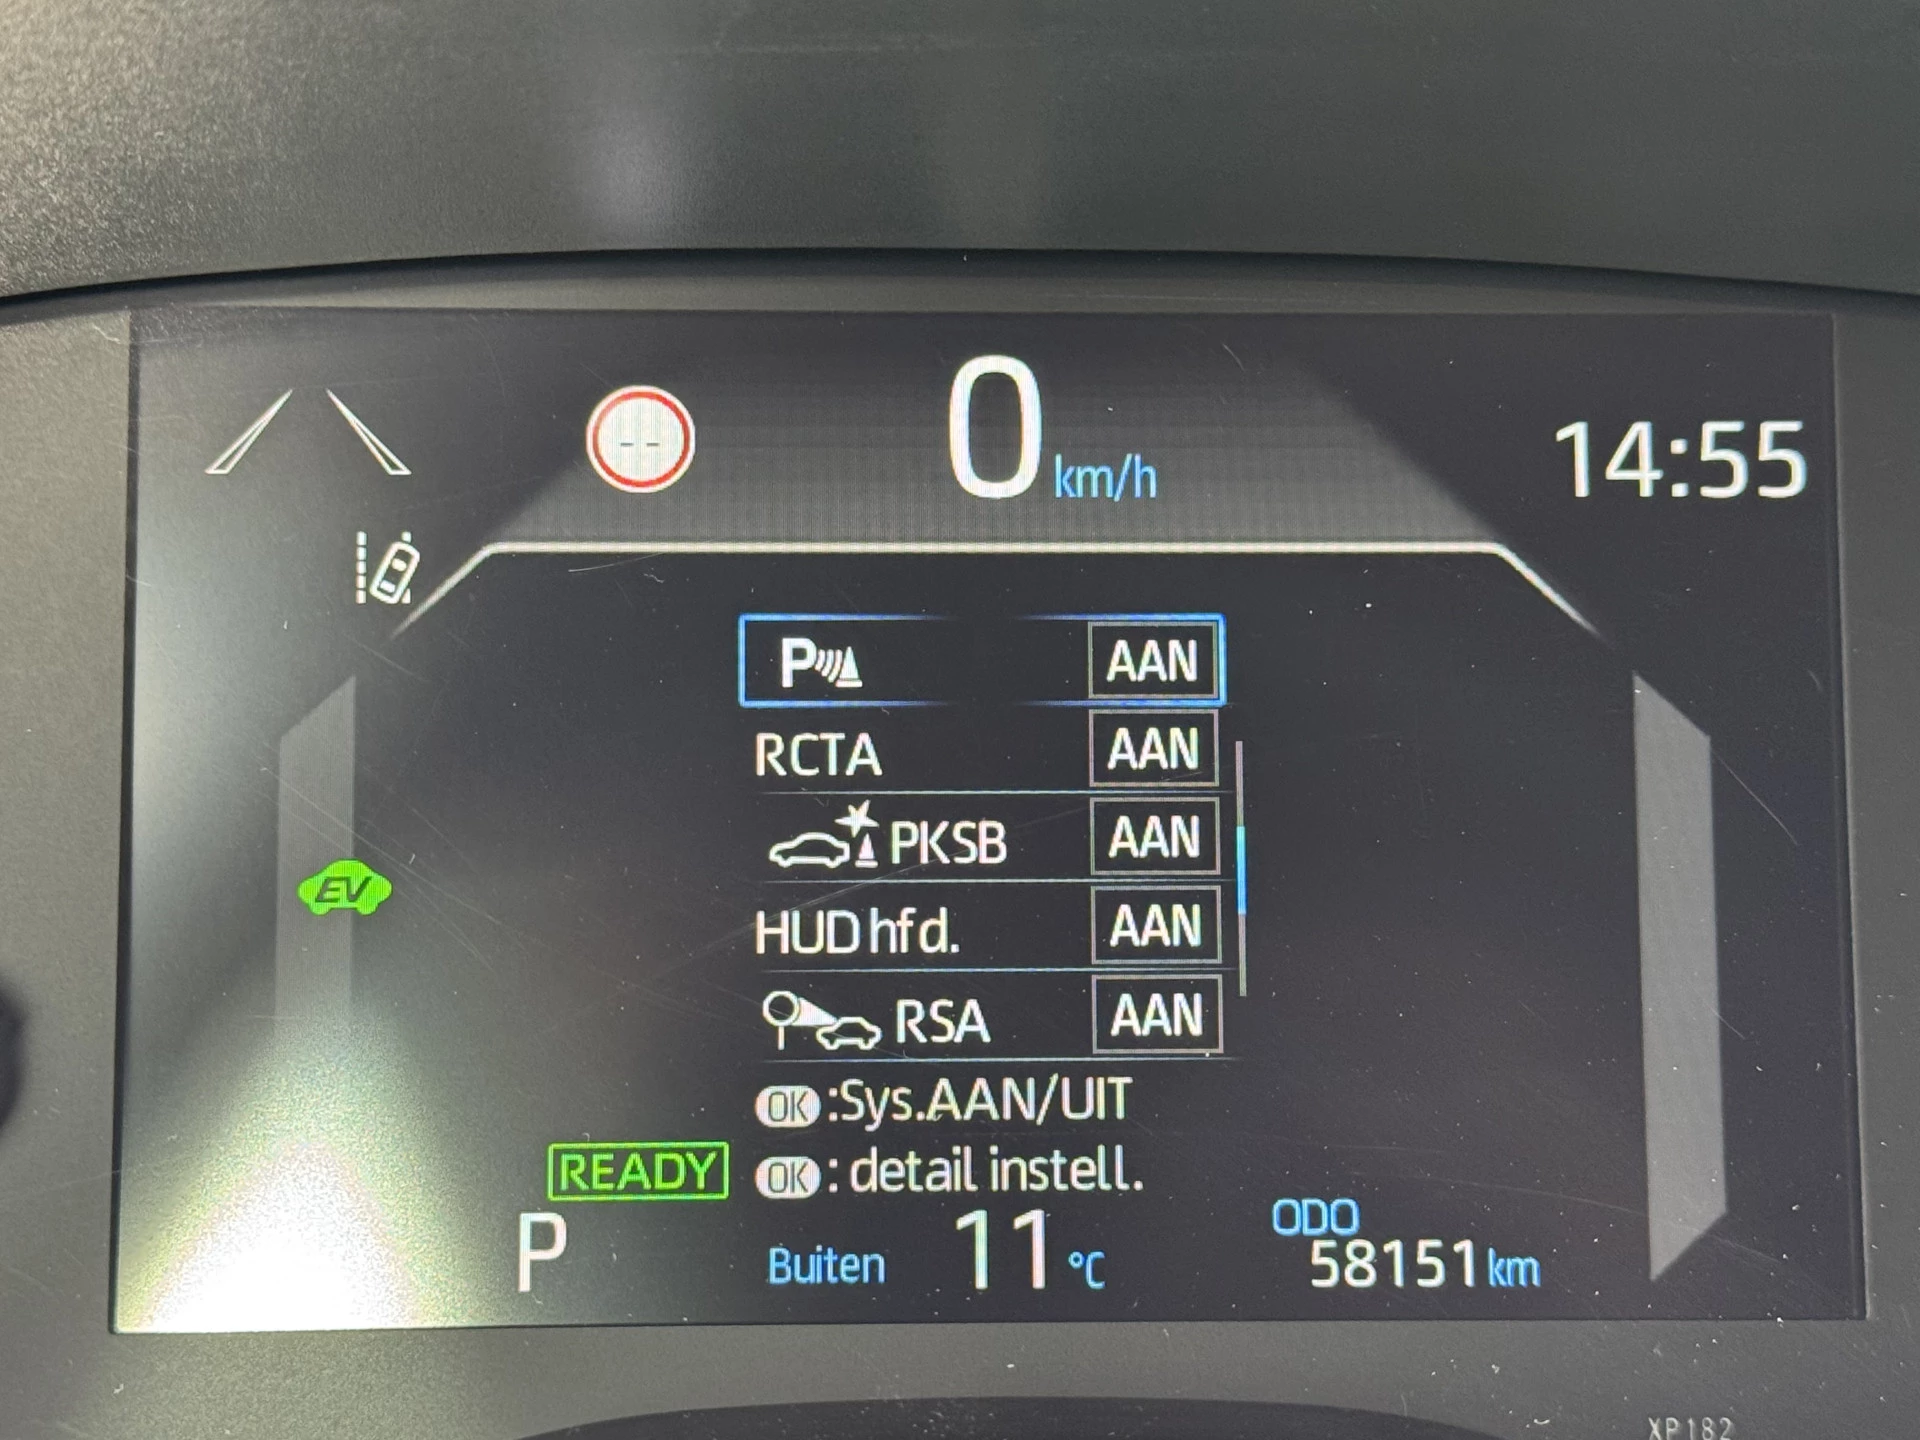 0 km/h
14:55
--
P AAN
RCTA AAN
PKSB AAN
HUD hfd. AAN
EV
RSA AAN
OK :Sys.AAN/UIT
READY
OK : detail instell.
P
Buiten 11 °C
ODO
58151 km
XP182